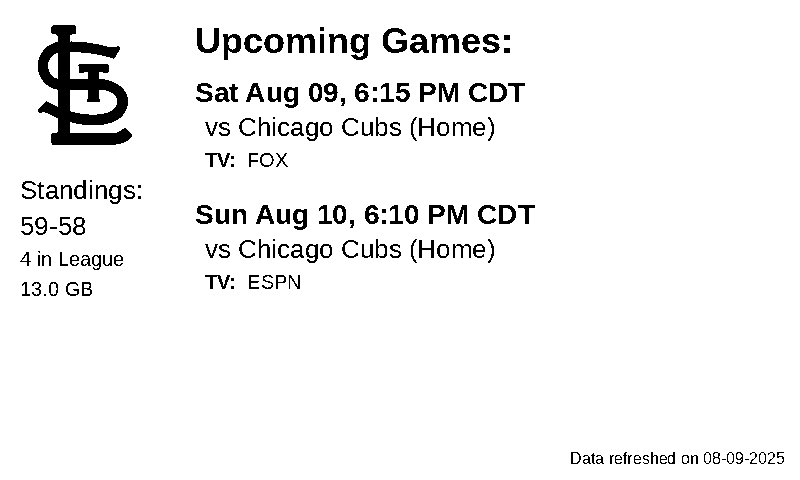 STL
Standings:
59-58
4 in League
13.0 GB
Upcoming Games:
Sat Aug 09, 6:15 PM CDT
vs Chicago Cubs (Home)
TV: FOX
Sun Aug 10, 6:10 PM CDT
vs Chicago Cubs (Home)
TV: ESPN
Data refreshed on 08-09-2025